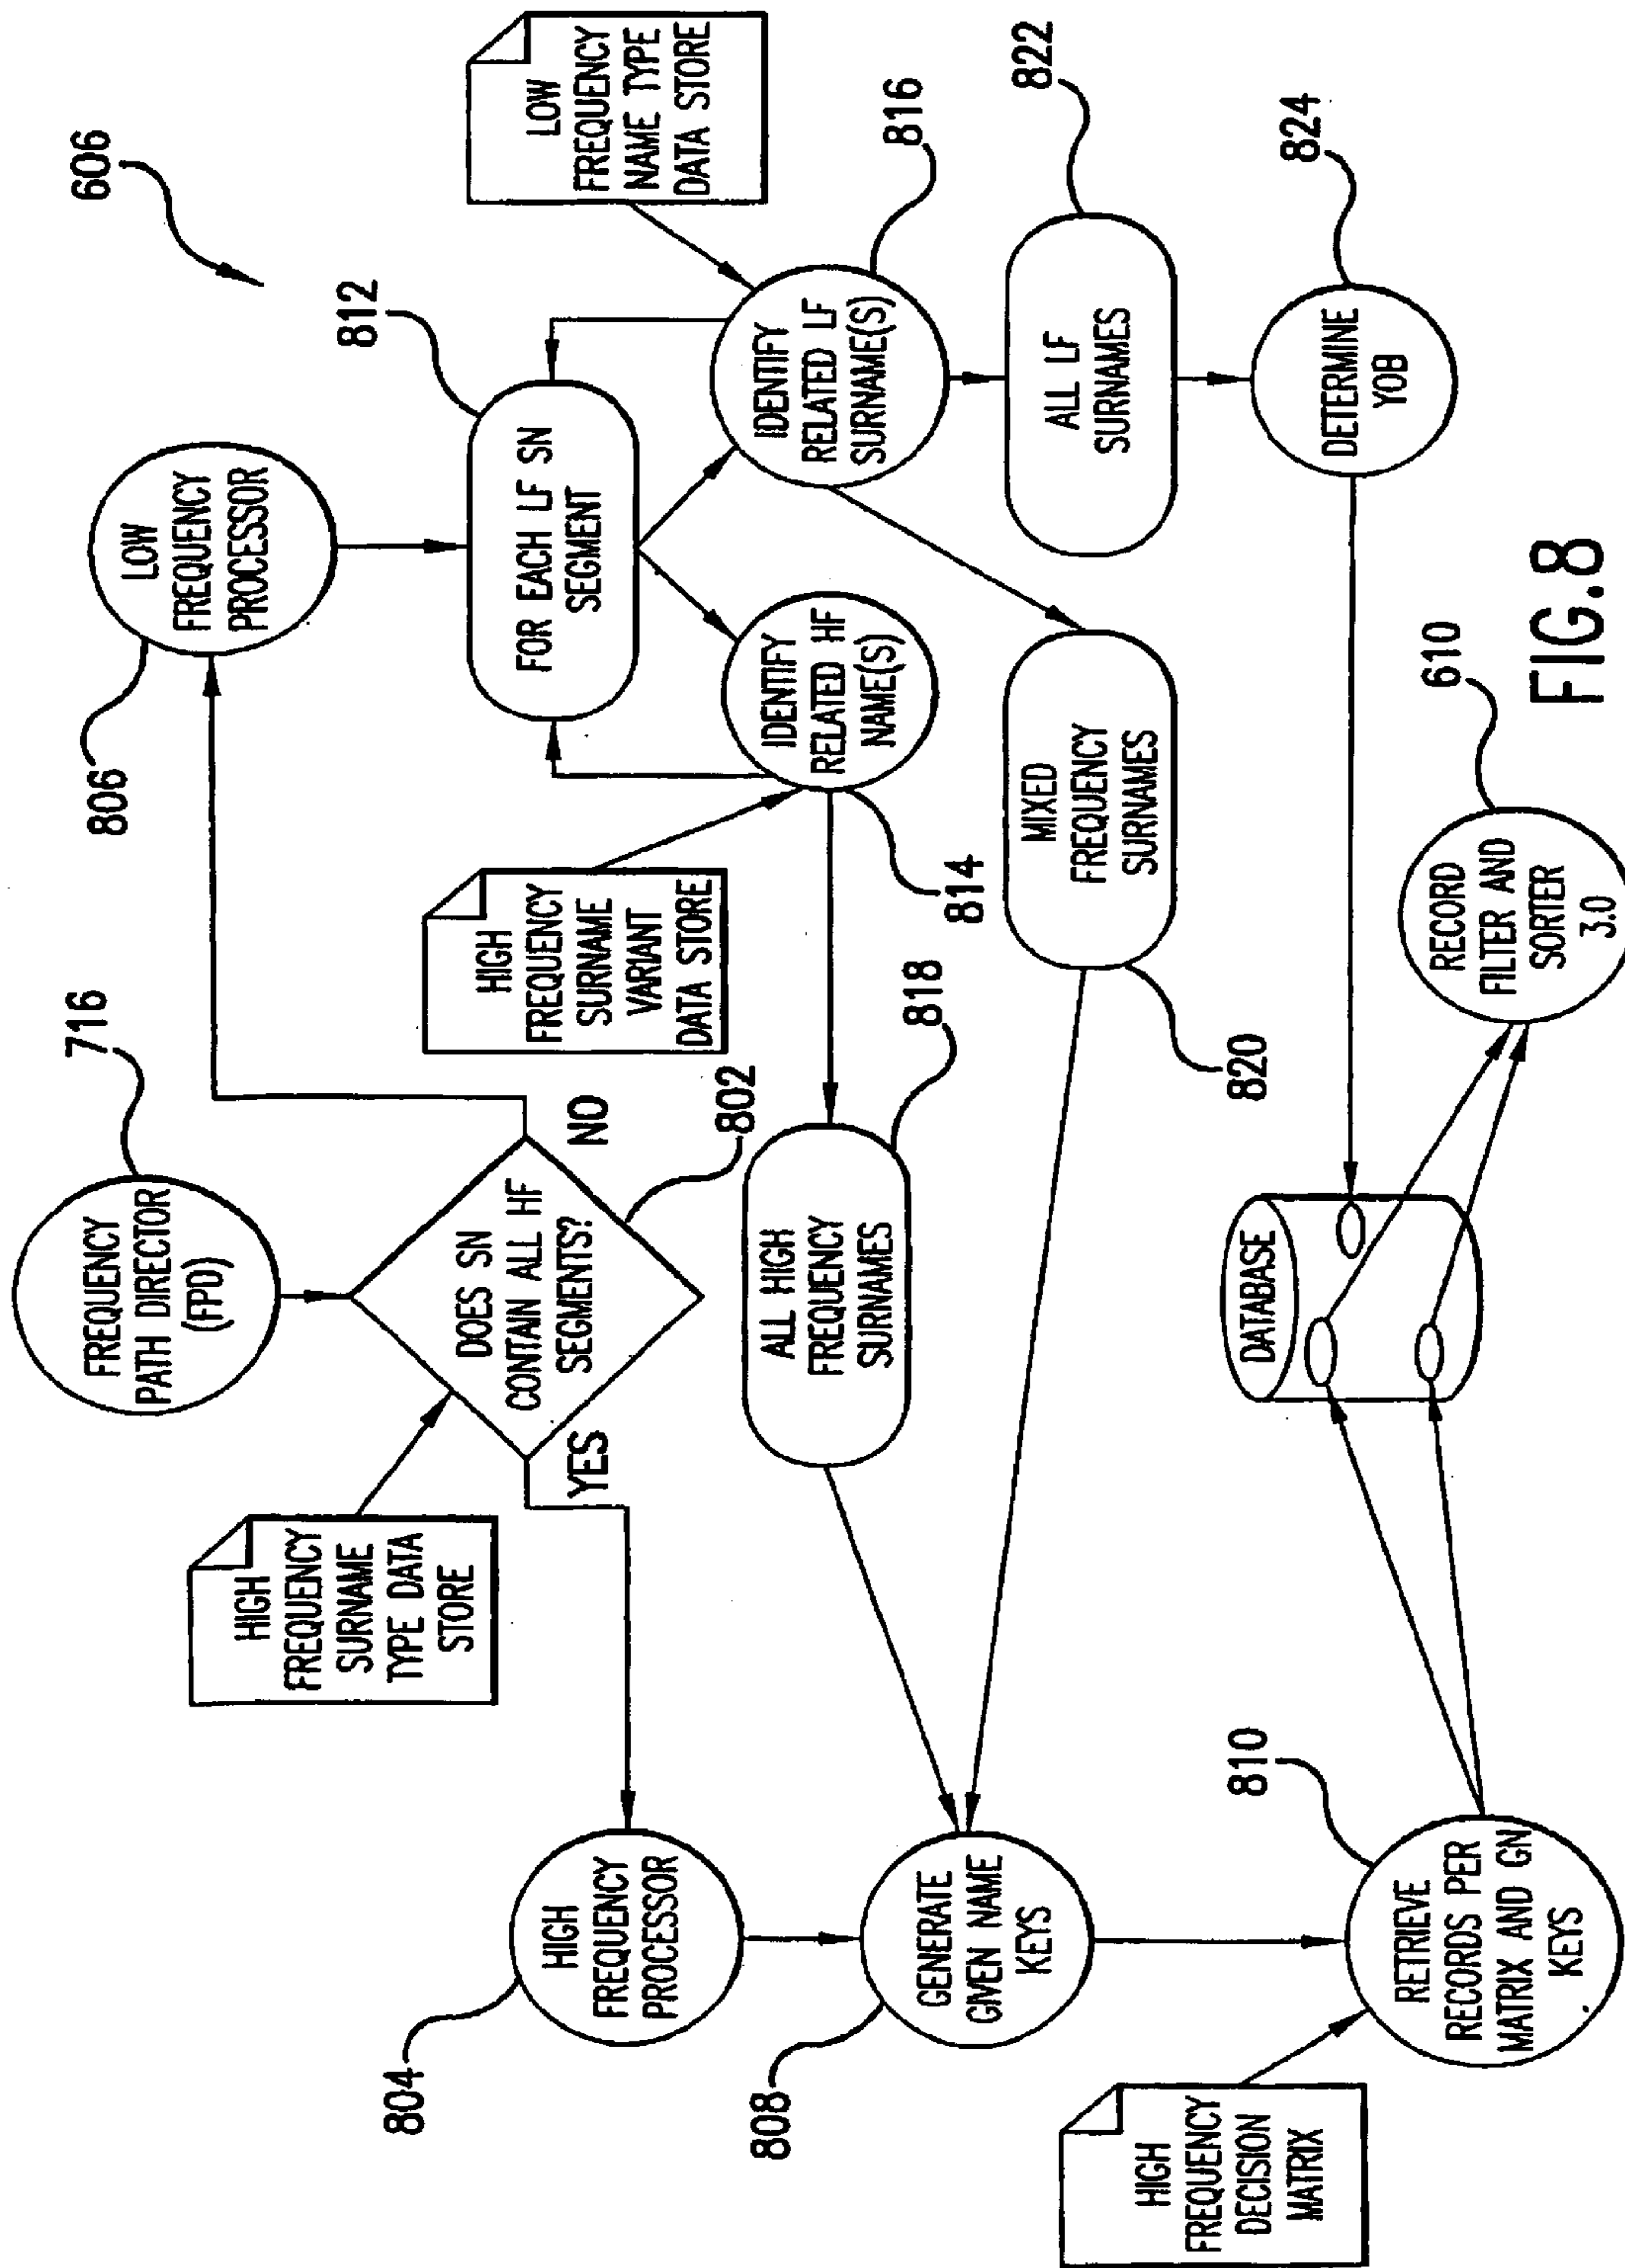 606
716
FREQUENCY
PATH DIRECTOR
(FPD)
806
LOW
FREQUENCY
PROCESSOR
HIGH
FREQUENCY
SURNAME
TYPE DATA
STORE
DOES SN
CONTAIN ALL HF
SEGMENTS?
YES
NO
802
812
FOR EACH LF SN
SEGMENT
LOW
FREQUENCY
NAME TYPE
DATA STORE
HIGH
FREQUENCY
SURNAME
VARIANT
DATA STORE
804
HIGH
FREQUENCY
PROCESSOR
IDENTIFY
RELATED HF
NAME(S)
814
IDENTIFY
RELATED LF
SURNAME(S)
816
818
ALL HIGH
FREQUENCY
SURNAMES
808
GENERATE
GIVEN NAME
KEYS
MIXED
FREQUENCY
SURNAMES
820
ALL LF
SURNAMES
822
HIGH
FREQUENCY
DECISION
MATRIX
810
RETRIEVE
RECORDS PER
MATRIX AND GN
KEYS
DATABASE
DETERMINE
YOB
824
RECORD
FILTER AND
SORTER
3.0
610
FIG.8